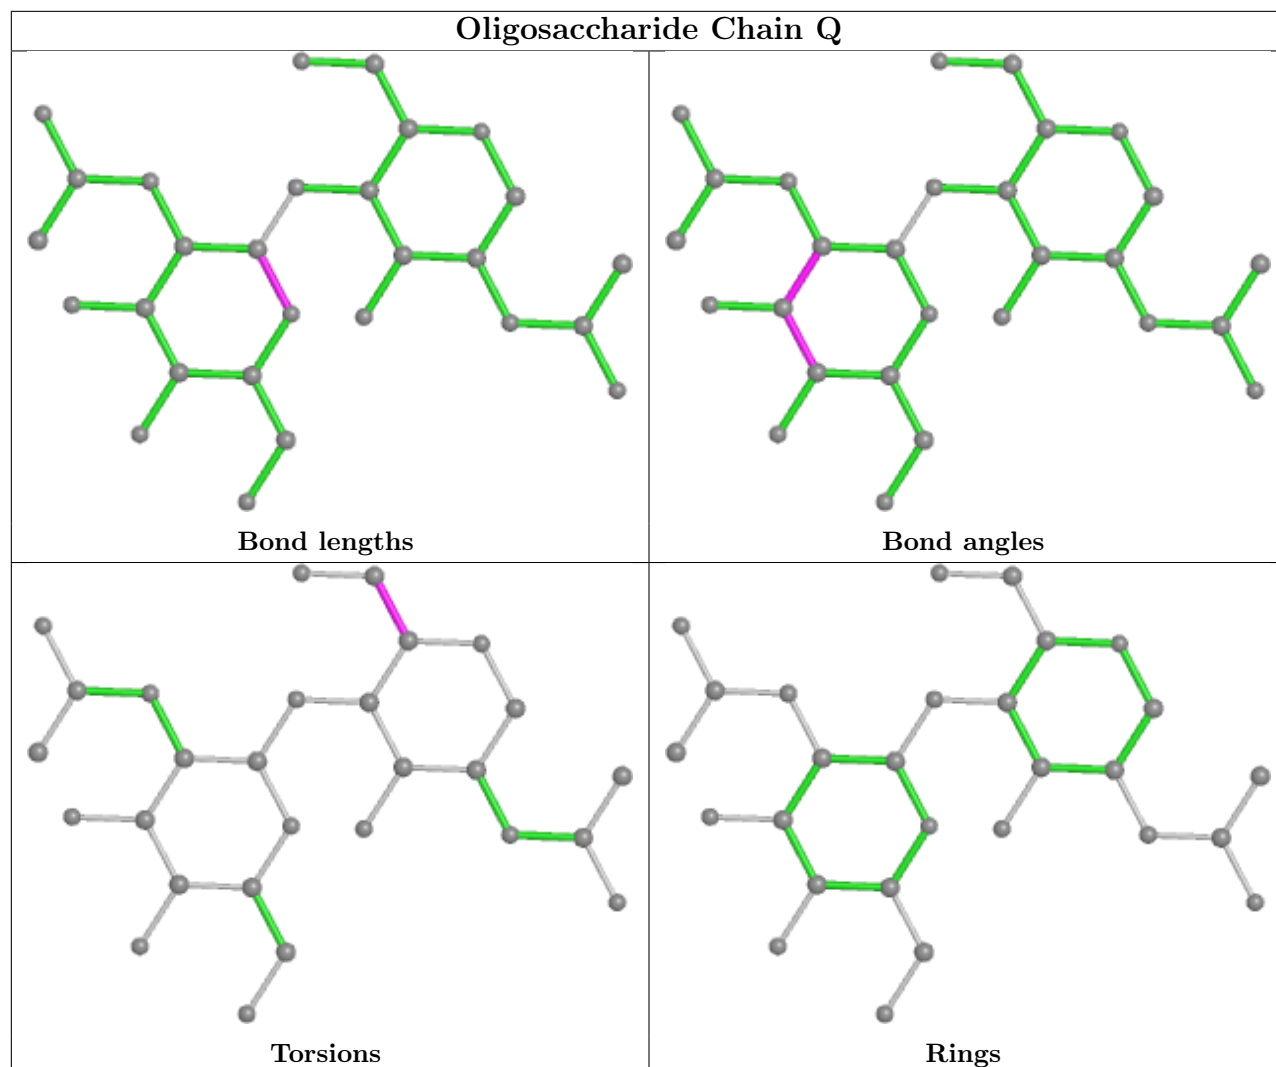 Oligosaccharide Chain Q
Bond lengths
Bond angles
Torsions
Rings